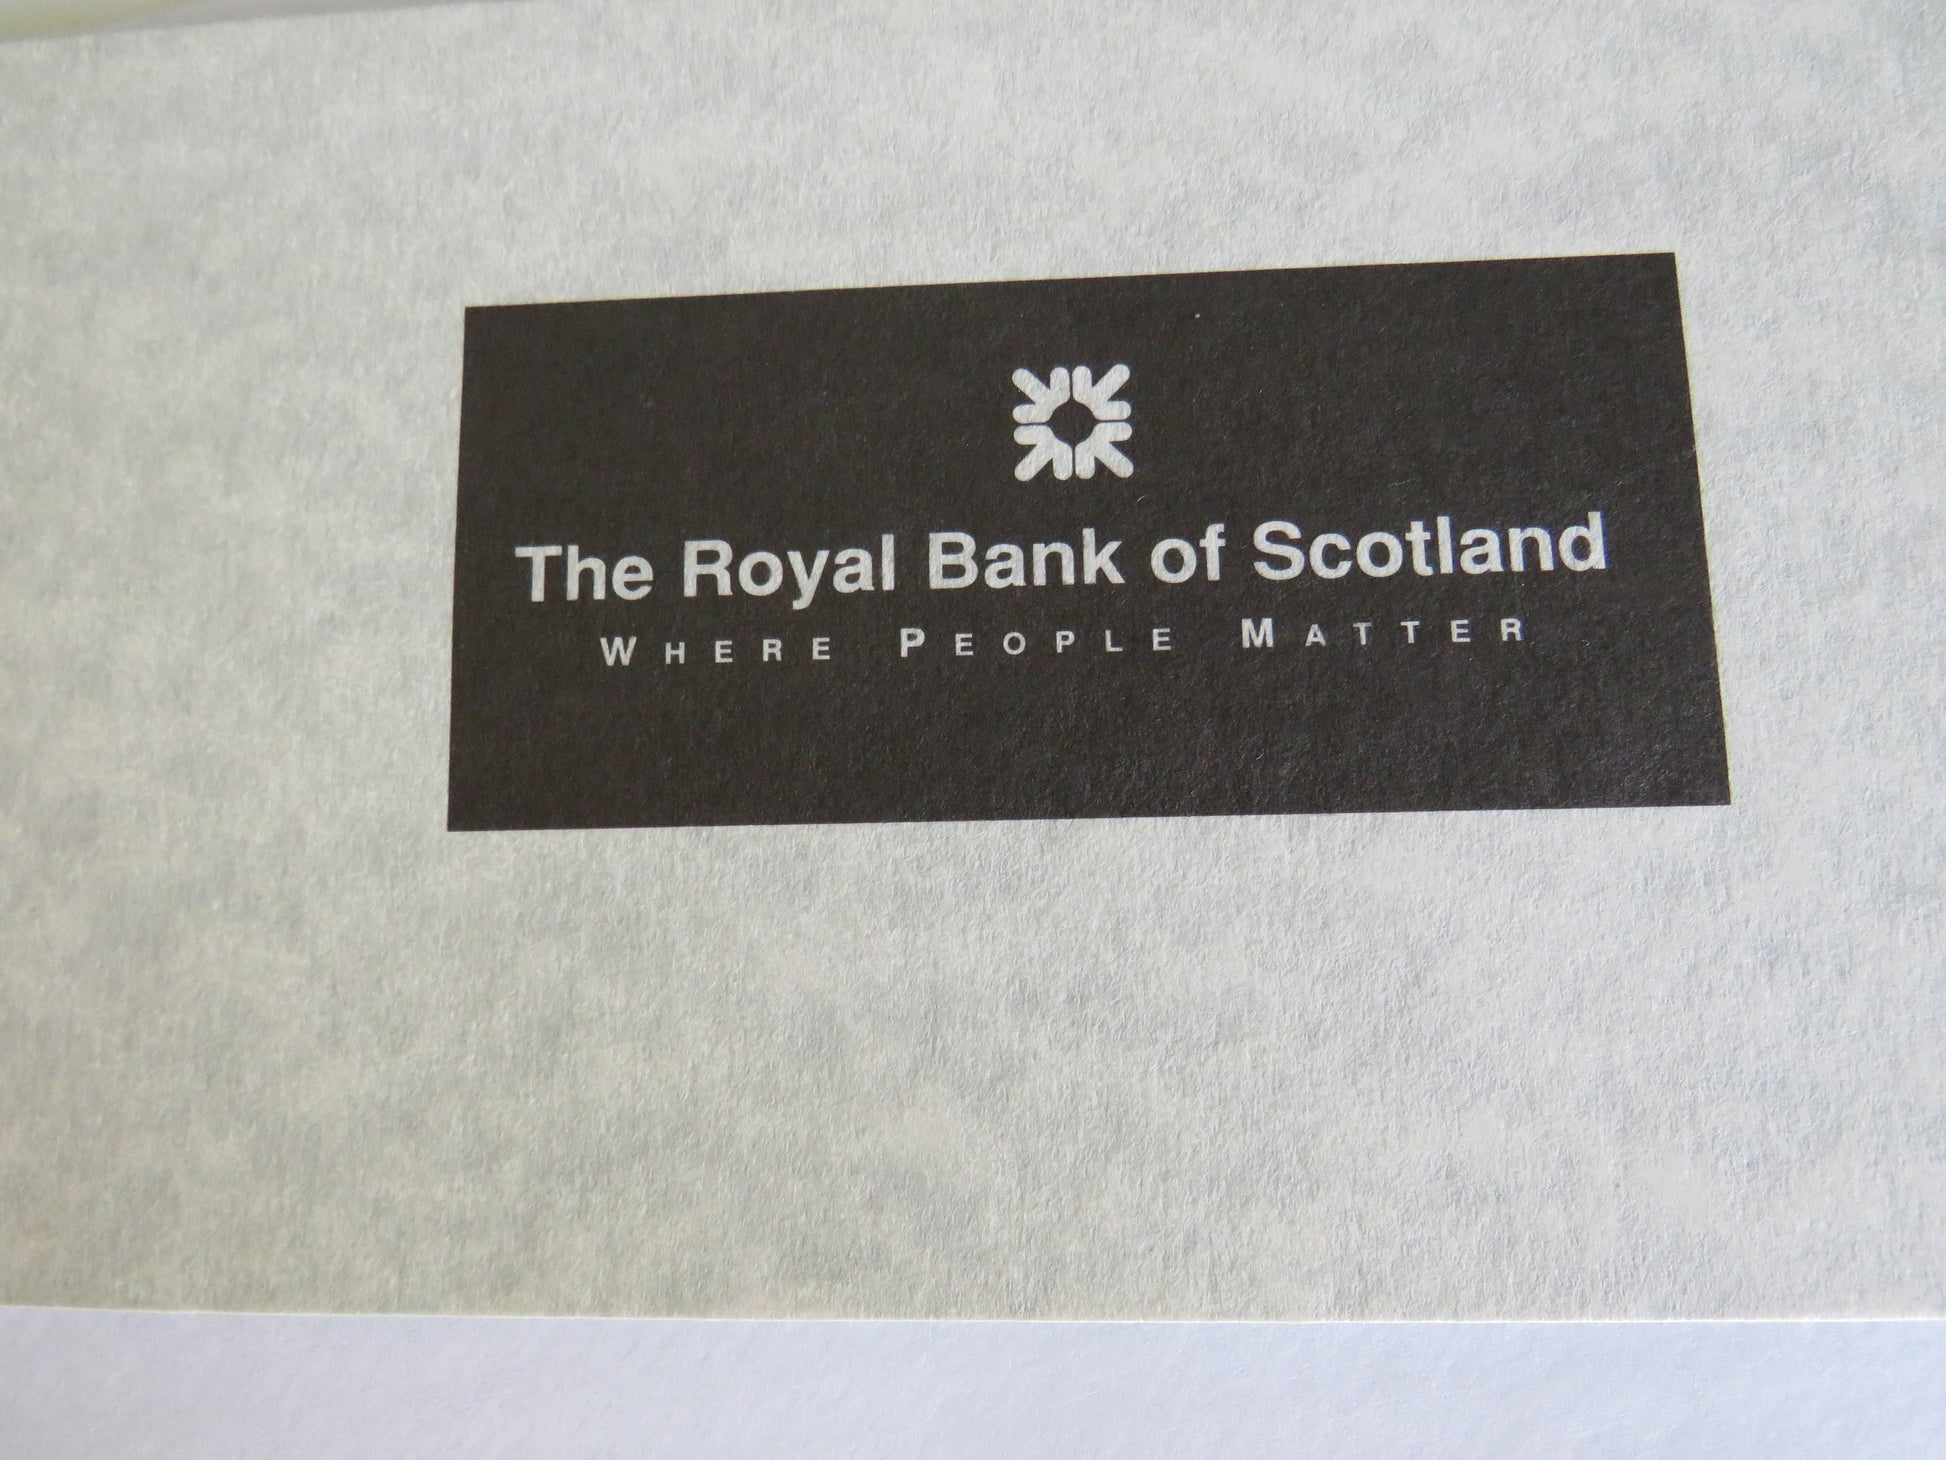 The Royal Bank of Scotland
WHERE PEOPLE MATTER